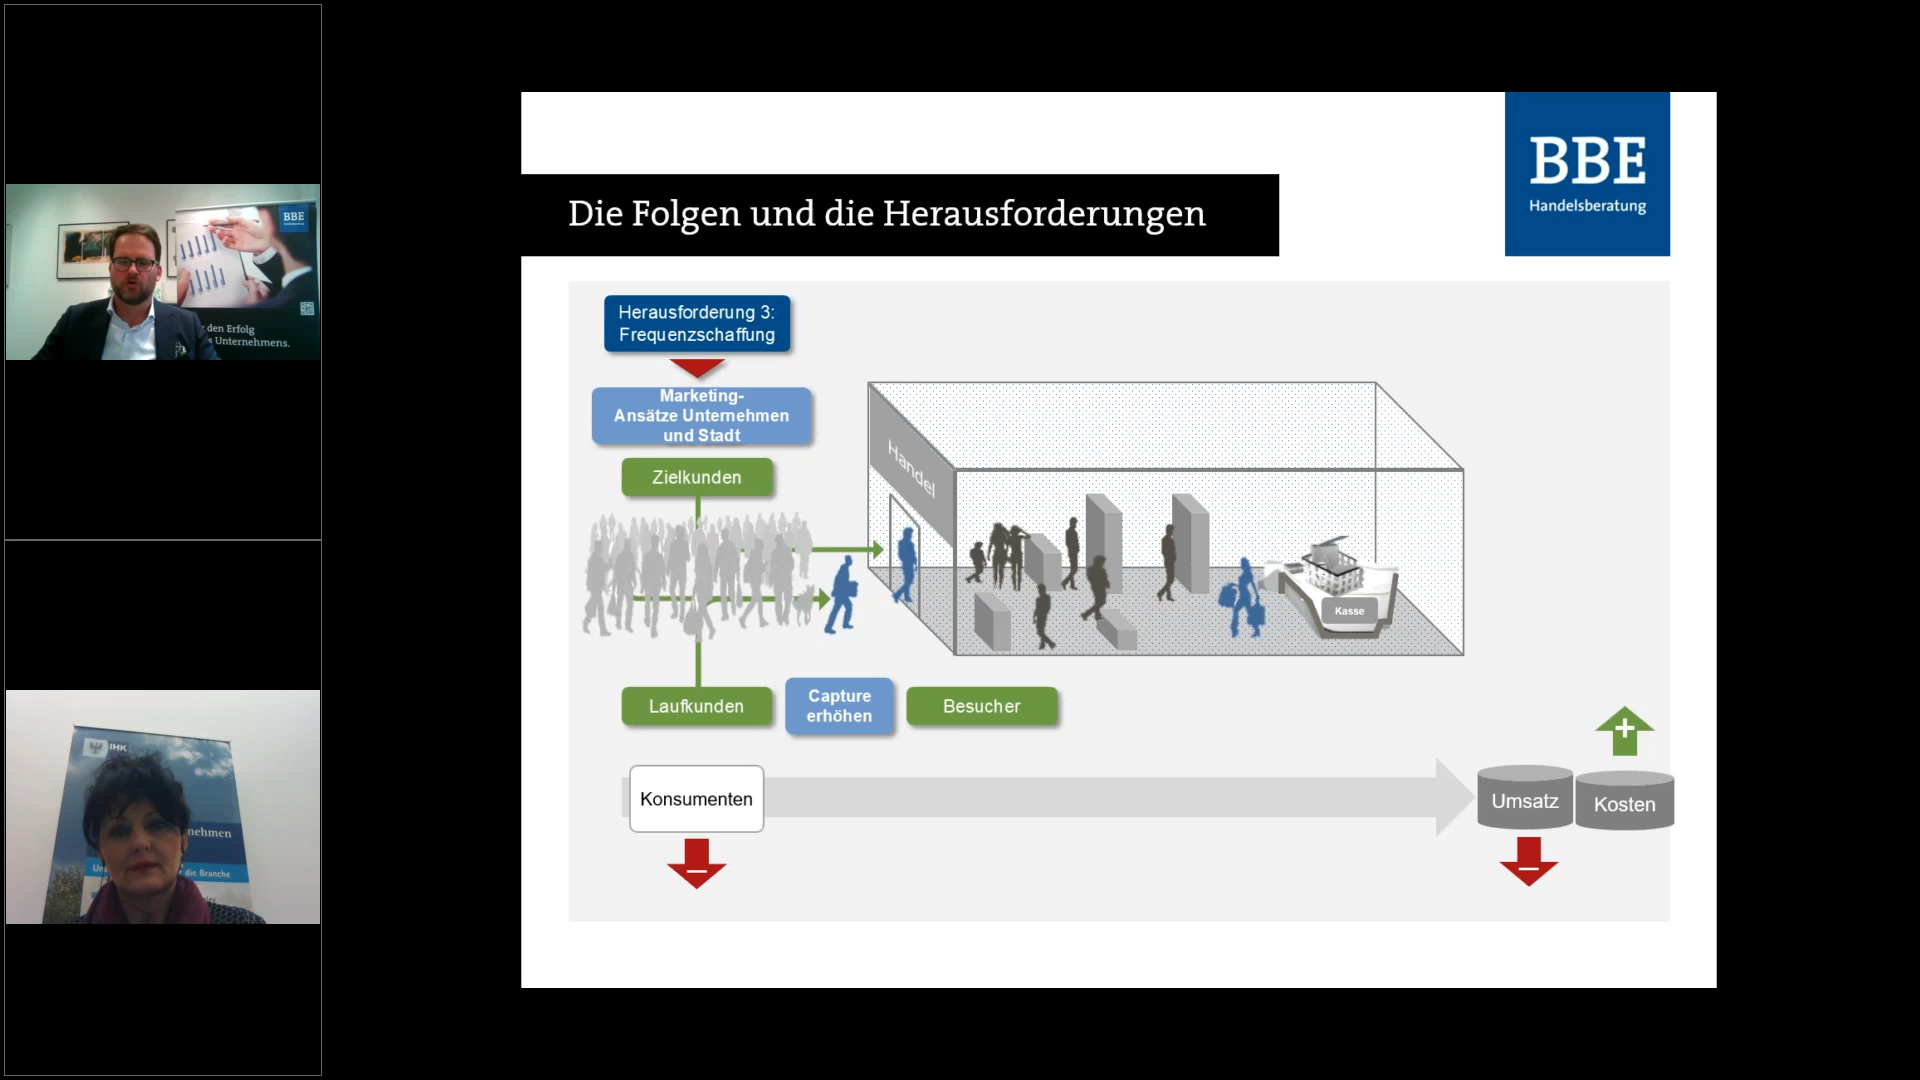 BBE
den Erfolg
Unternehmens.
IHK
nehmen
die Branche
BBE
Handelsberatung
Die Folgen und die Herausforderungen
Herausforderung 3:
Frequenzschaffung
Marketing-
Ansätze Unternehmen
und Stadt
Zielkunden
Handel
Kasse
Laufkunden
Capture
erhöhen
Besucher
Konsumenten
Umsatz
Kosten